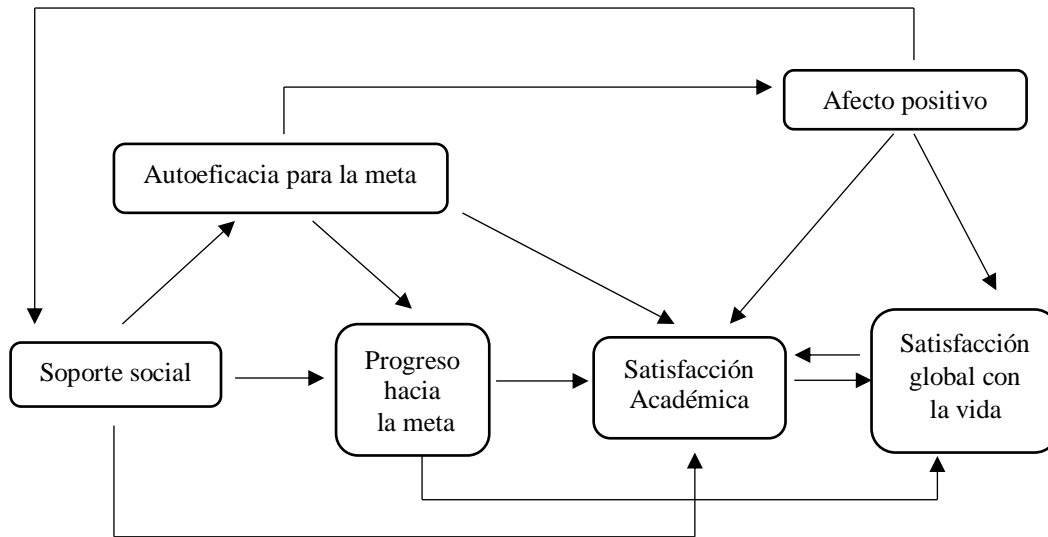 Afecto positivo
Autoeficacia para la meta
Soporte social
Progreso
hacia
la meta
Satisfacción
Académica
Satisfacción
global con
la vida